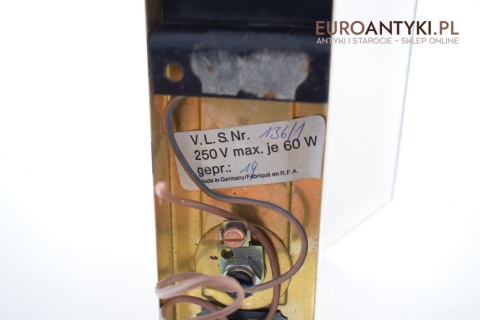 EUROANTYKI.PL
ANTYKI I STAROCIE - SKLEP ONLINE
V.L.S. Nr. 136/1
250 V max. je 60 W
gepr.: 19
Made in Germany/Fabriqué en R.F.A.